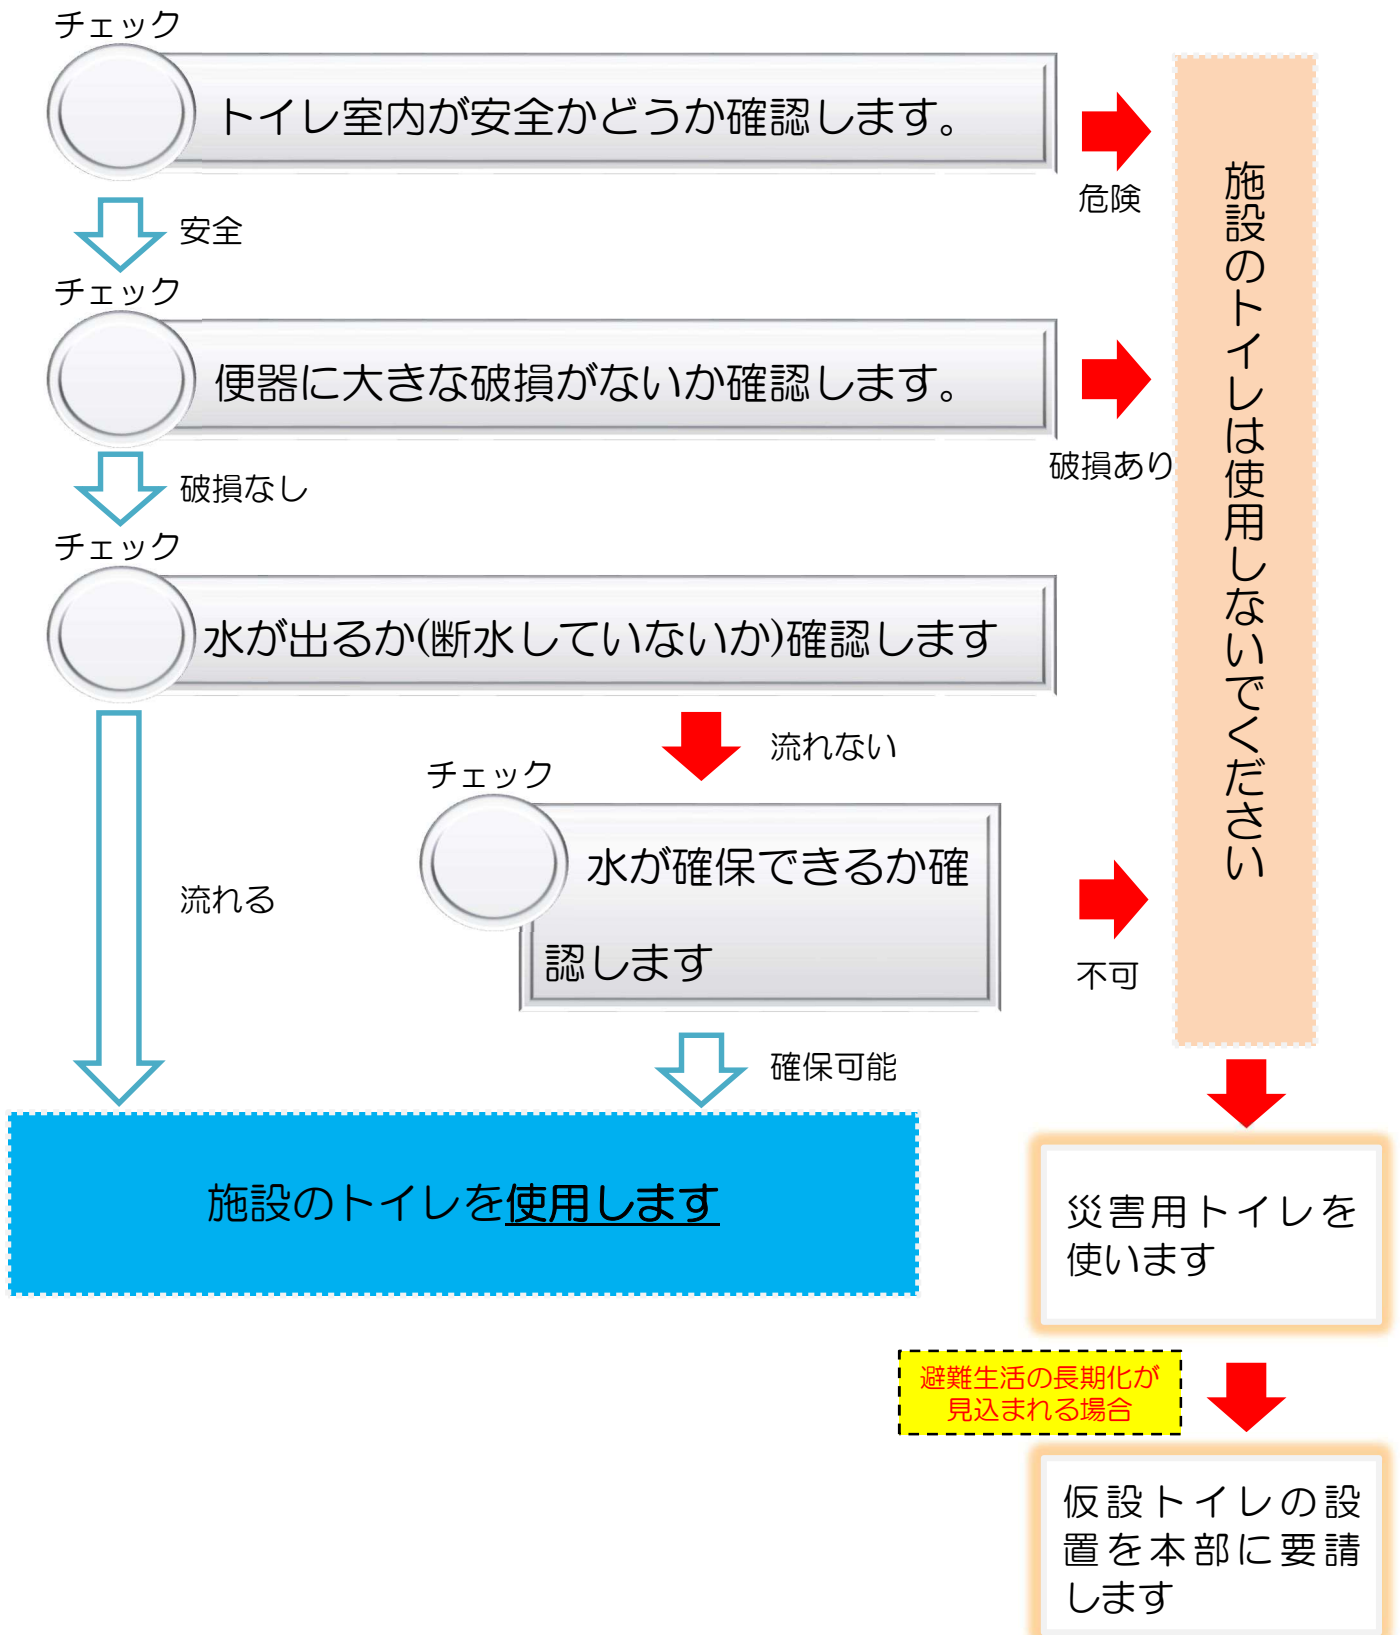 チェック
トイレ室内が安全かどうか確認します。
危険
安全
チェック
便器に大きな破損がないか確認します。
破損あり
破損なし
チェック
水が出るか(断水していないか)確認します
流れない
チェック
水が確保できるか確
認します
流れる
不可
確保可能
施設のトイレは使用しないでください
施設のトイレを使用します
災害用トイレを
使います
避難生活の長期化が
見込まれる場合
仮設トイレの設
置を本部に要請
します